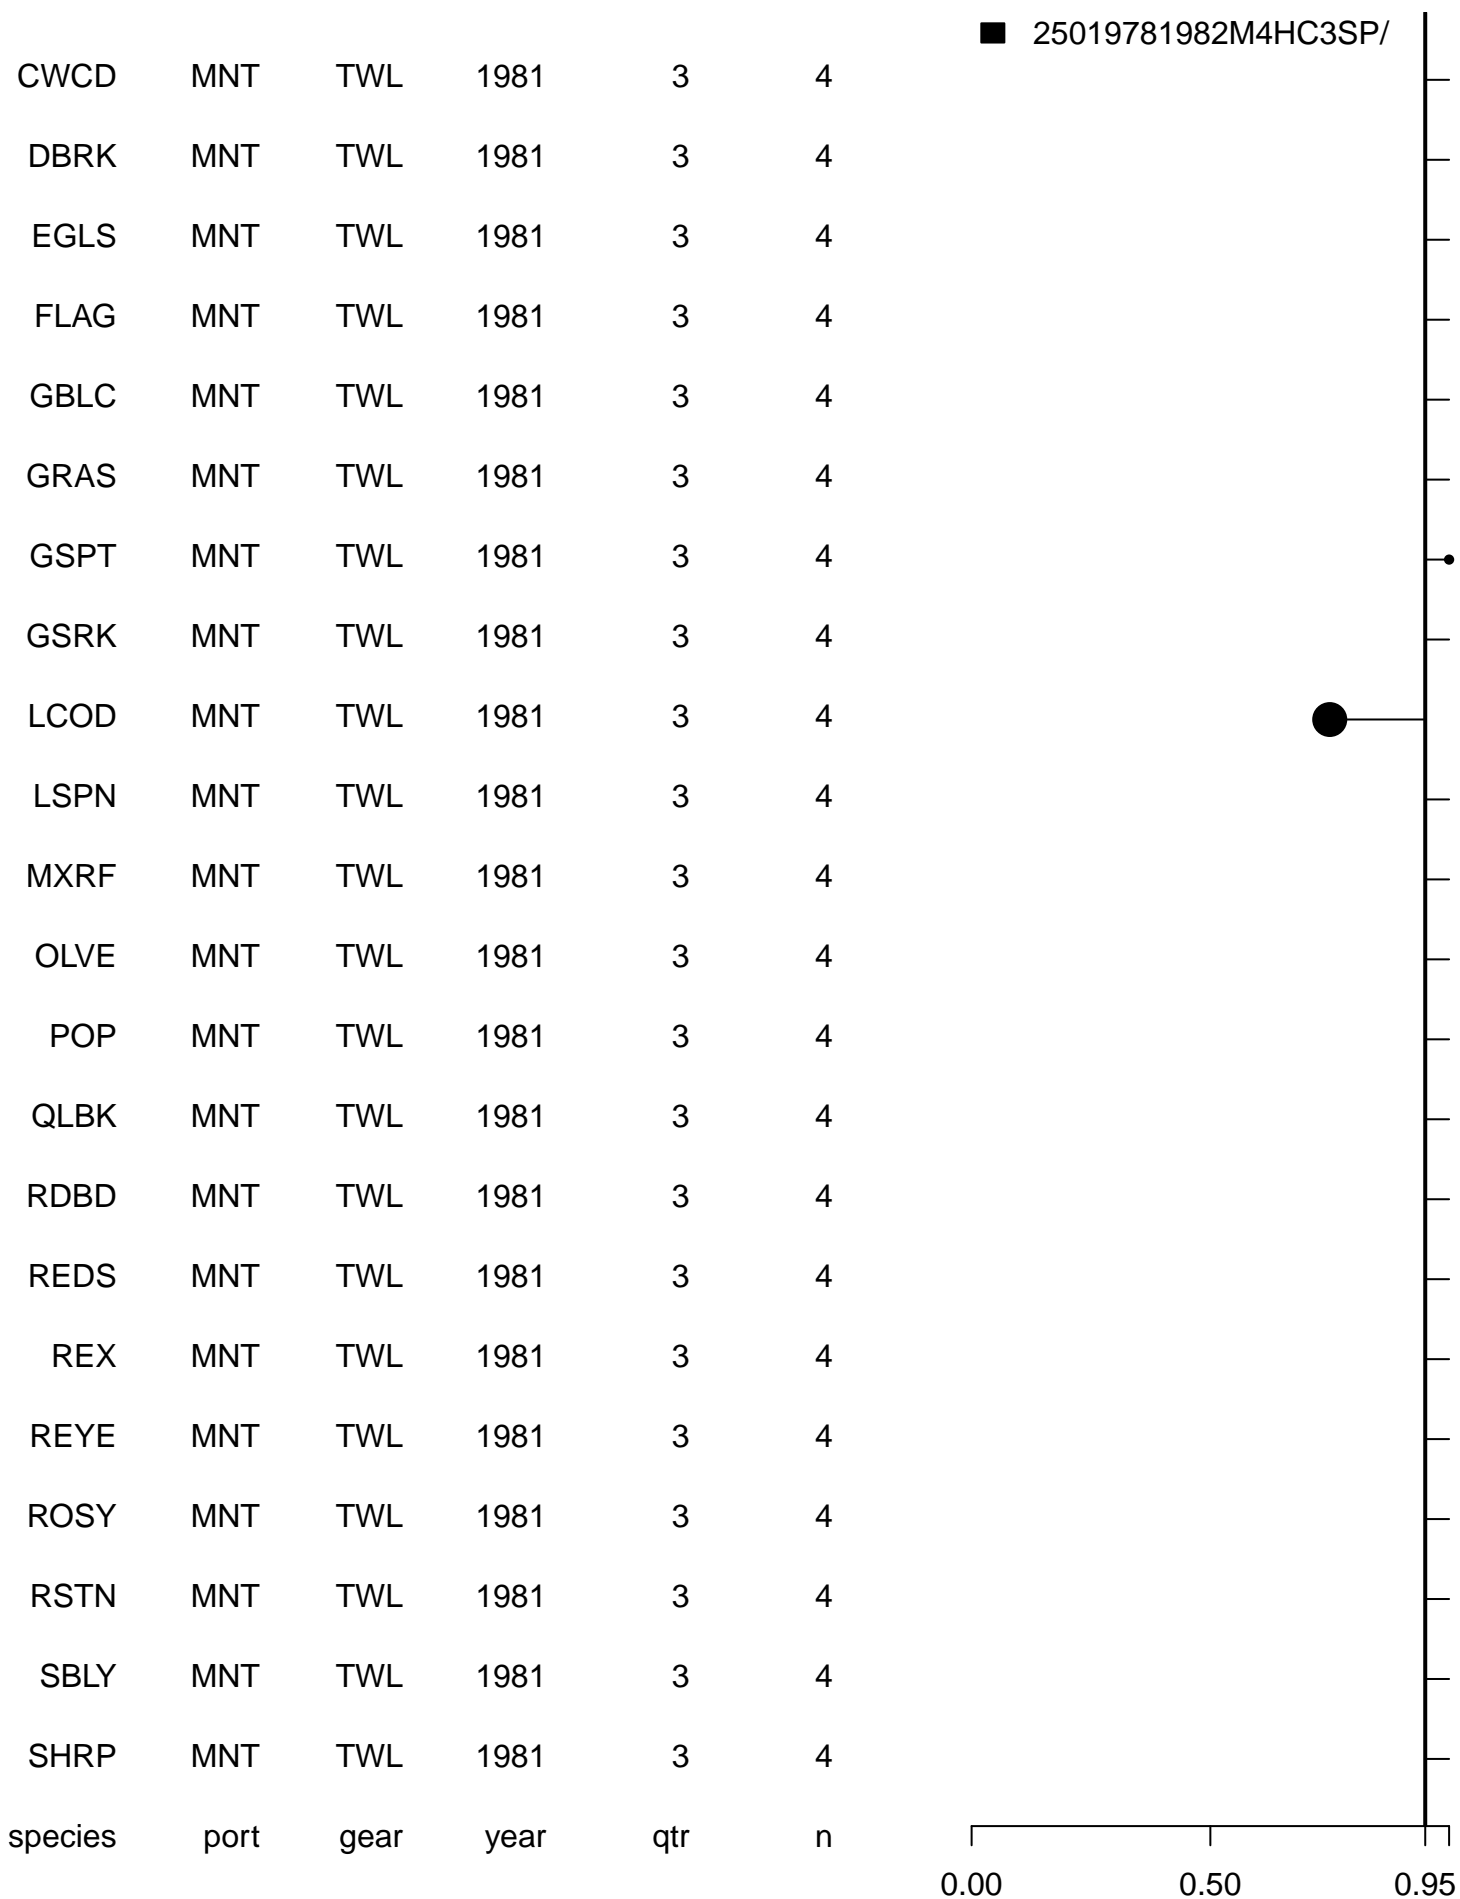 25019781982M4HC3SP/
CWCD MNT TWL 1981 3 4
DBRK MNT TWL 1981 3 4
EGLS MNT TWL 1981 3 4
FLAG MNT TWL 1981 3 4
GBLC MNT TWL 1981 3 4
GRAS MNT TWL 1981 3 4
GSPT MNT TWL 1981 3 4
GSRK MNT TWL 1981 3 4
LCOD MNT TWL 1981 3 4
LSPN MNT TWL 1981 3 4
MXRF MNT TWL 1981 3 4
OLVE MNT TWL 1981 3 4
POP MNT TWL 1981 3 4
QLBK MNT TWL 1981 3 4
RDBD MNT TWL 1981 3 4
REDS MNT TWL 1981 3 4
REX MNT TWL 1981 3 4
REYE MNT TWL 1981 3 4
ROSY MNT TWL 1981 3 4
RSTN MNT TWL 1981 3 4
SBLY MNT TWL 1981 3 4
SHRP MNT TWL 1981 3 4
species port gear year qtr n
0.00 0.50 0.95